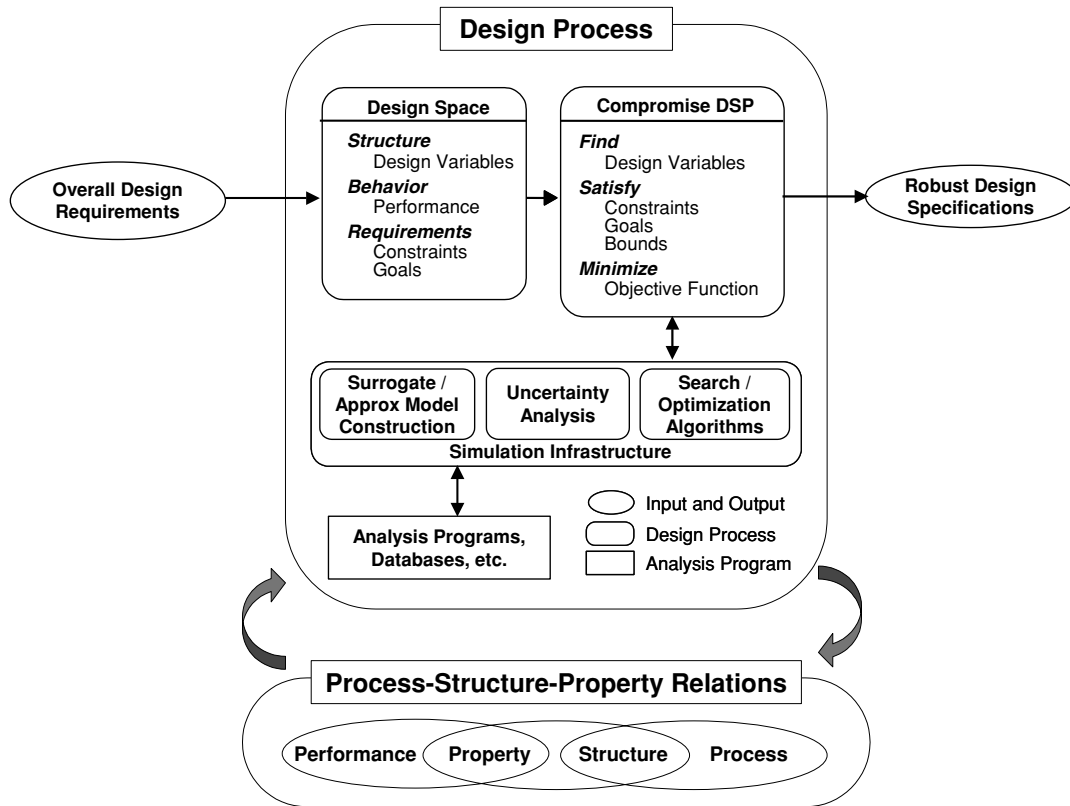 Design Process
Overall Design
Requirements
Design Space
Structure
Design Variables
Behavior
Performance
Requirements
Constraints
Goals
Compromise DSP
Find
Design Variables
Satisfy
Constraints
Goals
Bounds
Minimize
Objective Function
Robust Design
Specifications
Surrogate /
Approx Model
Construction
Uncertainty
Analysis
Search /
Optimization
Algorithms
Simulation Infrastructure
Analysis Programs,
Databases, etc.
Input and Output
Design Process
Analysis Program
Process-Structure-Property Relations
Performance
Property
Structure
Process